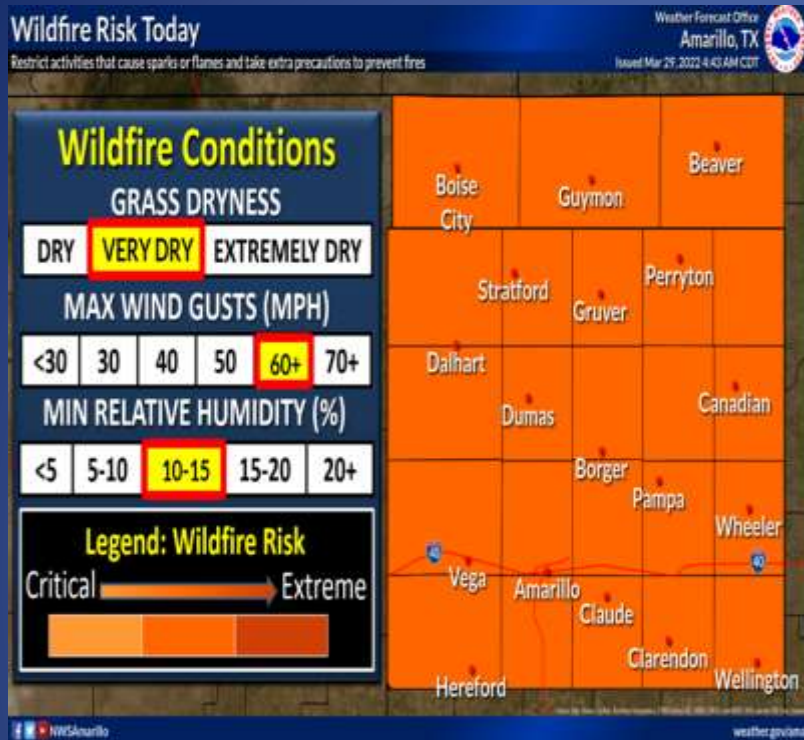 Wildfire Risk Today
Restrict activities that cause sparks or flames and take extra precautions to prevent fires
Weather Forecast Office
Amarillo, TX
Issued Mar 29, 2022 4:43 AM CDT
Wildfire Conditions
GRASS DRYNESS
DRY VERY DRY EXTREMELY DRY
MAX WIND GUSTS (MPH)
<30 30 40 50 60+ 70+
MIN RELATIVE HUMIDITY (%)
<5 5-10 10-15 15-20 20+
Legend: Wildfire Risk
Critical Extreme
Boise
City
Guymon
Beaver
Stratford
Gruver
Perryton
Dalhart
Dumas
Canadian
Borger
Pampa
Wheeler
40
Vega
Amarillo
40
Claude
Clarendon
Hereford
Wellington
NWSAmarillo